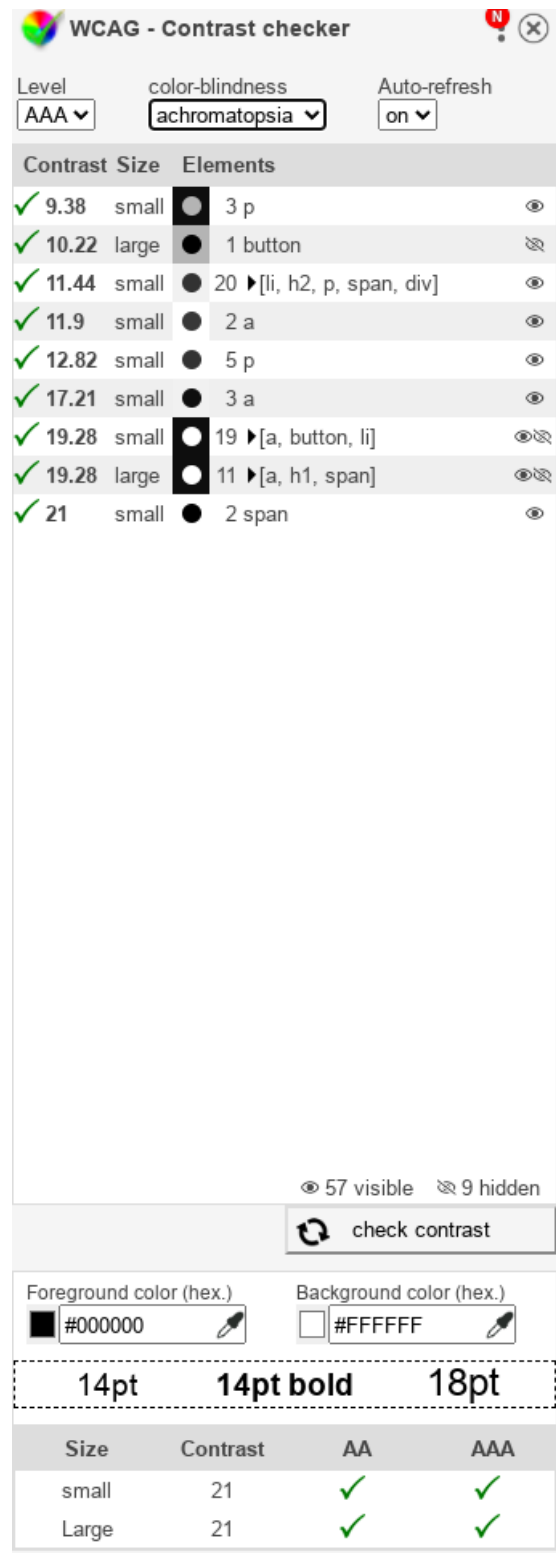 WCAG - Contrast checker N
Level color-blindness Auto-refresh
AAA achromatopsia on
Contrast Size Elements
9.38 small 3 p
10.22 large 1 button
11.44 small 20 [li, h2, p, span, div]
11.9 small 2 a
12.82 small 5 p
17.21 small 3 a
19.28 small 19 [a, button, li]
19.28 large 11 [a, h1, span]
21 small 2 span
57 visible 9 hidden
check contrast
Foreground color (hex.) Background color (hex.)
#000000 #FFFFFF
14pt 14pt bold 18pt
Size Contrast AA AAA
small 21
Large 21